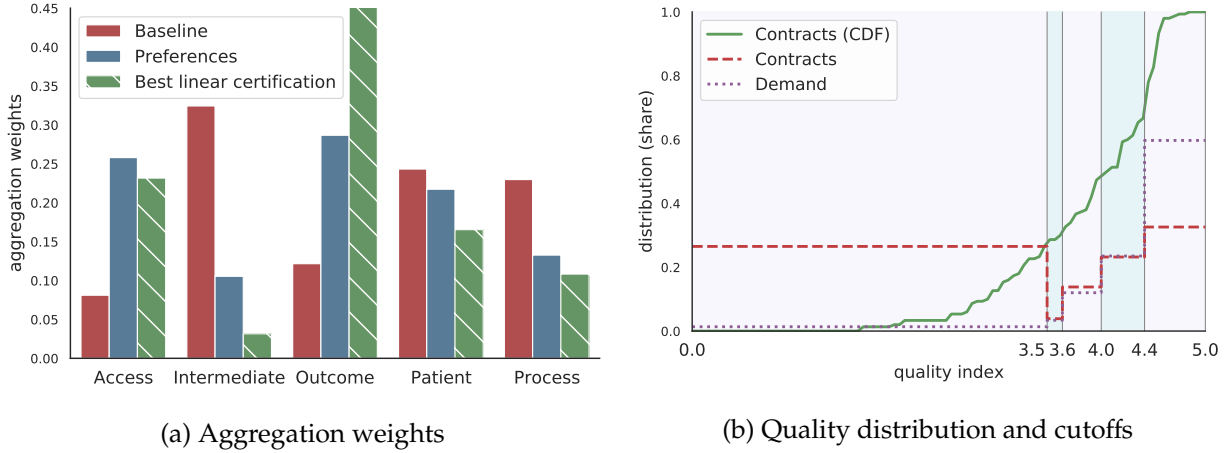 0.45
0.40
0.35
0.30
0.25
0.20
0.15
0.10
0.05
0.00
aggregation weights
Baseline
Preferences
Best linear certification
Access
Intermediate
Outcome
Patient
Process
(a) Aggregation weights
1.0
0.8
0.6
0.4
0.2
0.0
distribution (share)
Contracts (CDF)
Contracts
Demand
0.0
3.5
3.6
4.0
4.4
5.0
quality index
(b) Quality distribution and cutoffs